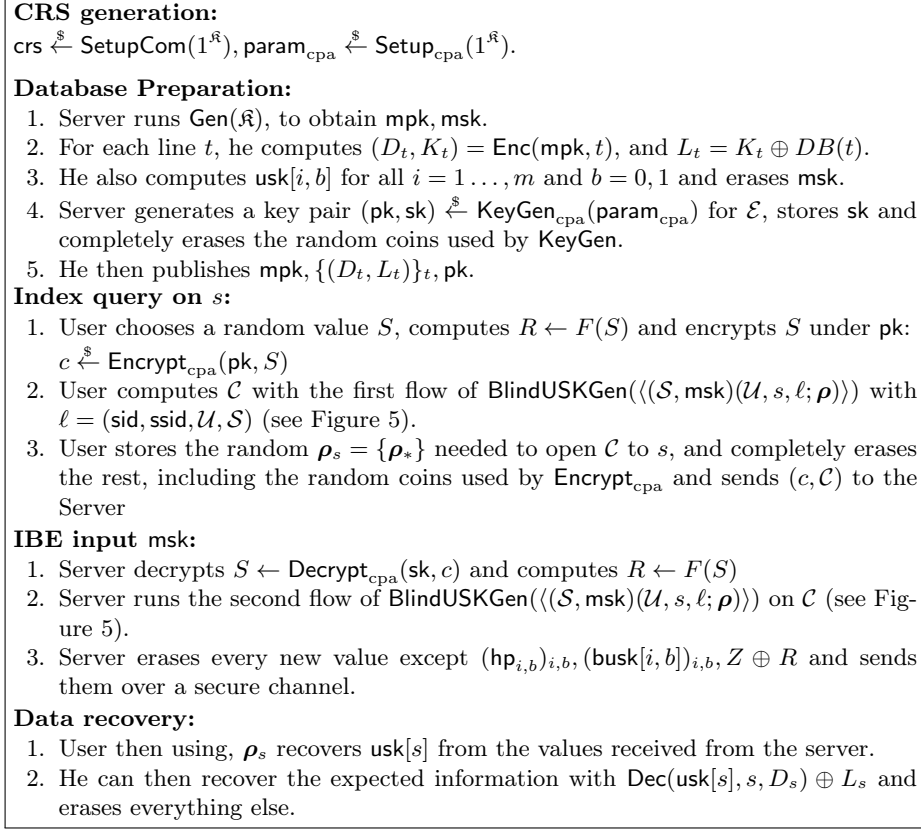 CRS generation:
crs ←$ SetupCom(1^𝔎), param_cpa ←$ Setup_cpa(1^𝔎).
Database Preparation:
1. Server runs Gen(𝔎), to obtain mpk, msk.
2. For each line t, he computes (D_t, K_t) = Enc(mpk, t), and L_t = K_t ⊕ DB(t).
3. He also computes usk[i, b] for all i = 1 . . . , m and b = 0, 1 and erases msk.
4. Server generates a key pair (pk, sk) ←$ KeyGen_cpa(param_cpa) for ℰ, stores sk and
completely erases the random coins used by KeyGen.
5. He then publishes mpk, {(D_t, L_t)}_t, pk.
Index query on s:
1. User chooses a random value S, computes R ← F(S) and encrypts S under pk:
c ←$ Encrypt_cpa(pk, S)
2. User computes 𝒞 with the first flow of BlindUSKGen(⟨(𝒮, msk)(𝒰, s, ℓ; ρ)⟩) with
ℓ = (sid, ssid, 𝒰, 𝒮) (see Figure 5).
3. User stores the random ρ_s = {ρ_*} needed to open 𝒞 to s, and completely erases
the rest, including the random coins used by Encrypt_cpa and sends (c, 𝒞) to the
Server
IBE input msk:
1. Server decrypts S ← Decrypt_cpa(sk, c) and computes R ← F(S)
2. Server runs the second flow of BlindUSKGen(⟨(𝒮, msk)(𝒰, s, ℓ; ρ)⟩) on 𝒞 (see Fig-
ure 5).
3. Server erases every new value except (hp_{i,b})_{i,b}, (busk[i, b])_{i,b}, Z ⊕ R and sends
them over a secure channel.
Data recovery:
1. User then using, ρ_s recovers usk[s] from the values received from the server.
2. He can then recover the expected information with Dec(usk[s], s, D_s) ⊕ L_s and
erases everything else.